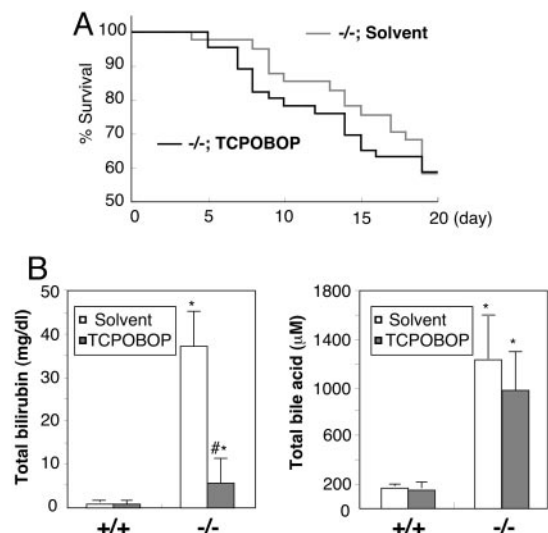 A
-/-; Solvent
-/-; TCPOBOP
% Survival
100
90
80
70
60
50
0 5 10 15 20 (day)
B
Total bilirubin (mg/dl)
50
40
30
20
10
0
Solvent
TCPOBOP
*
#*
+/+ -/-
Total bile acid (μM)
1800
1400
1000
600
200
0
Solvent
TCPOBOP
*
*
+/+ -/-